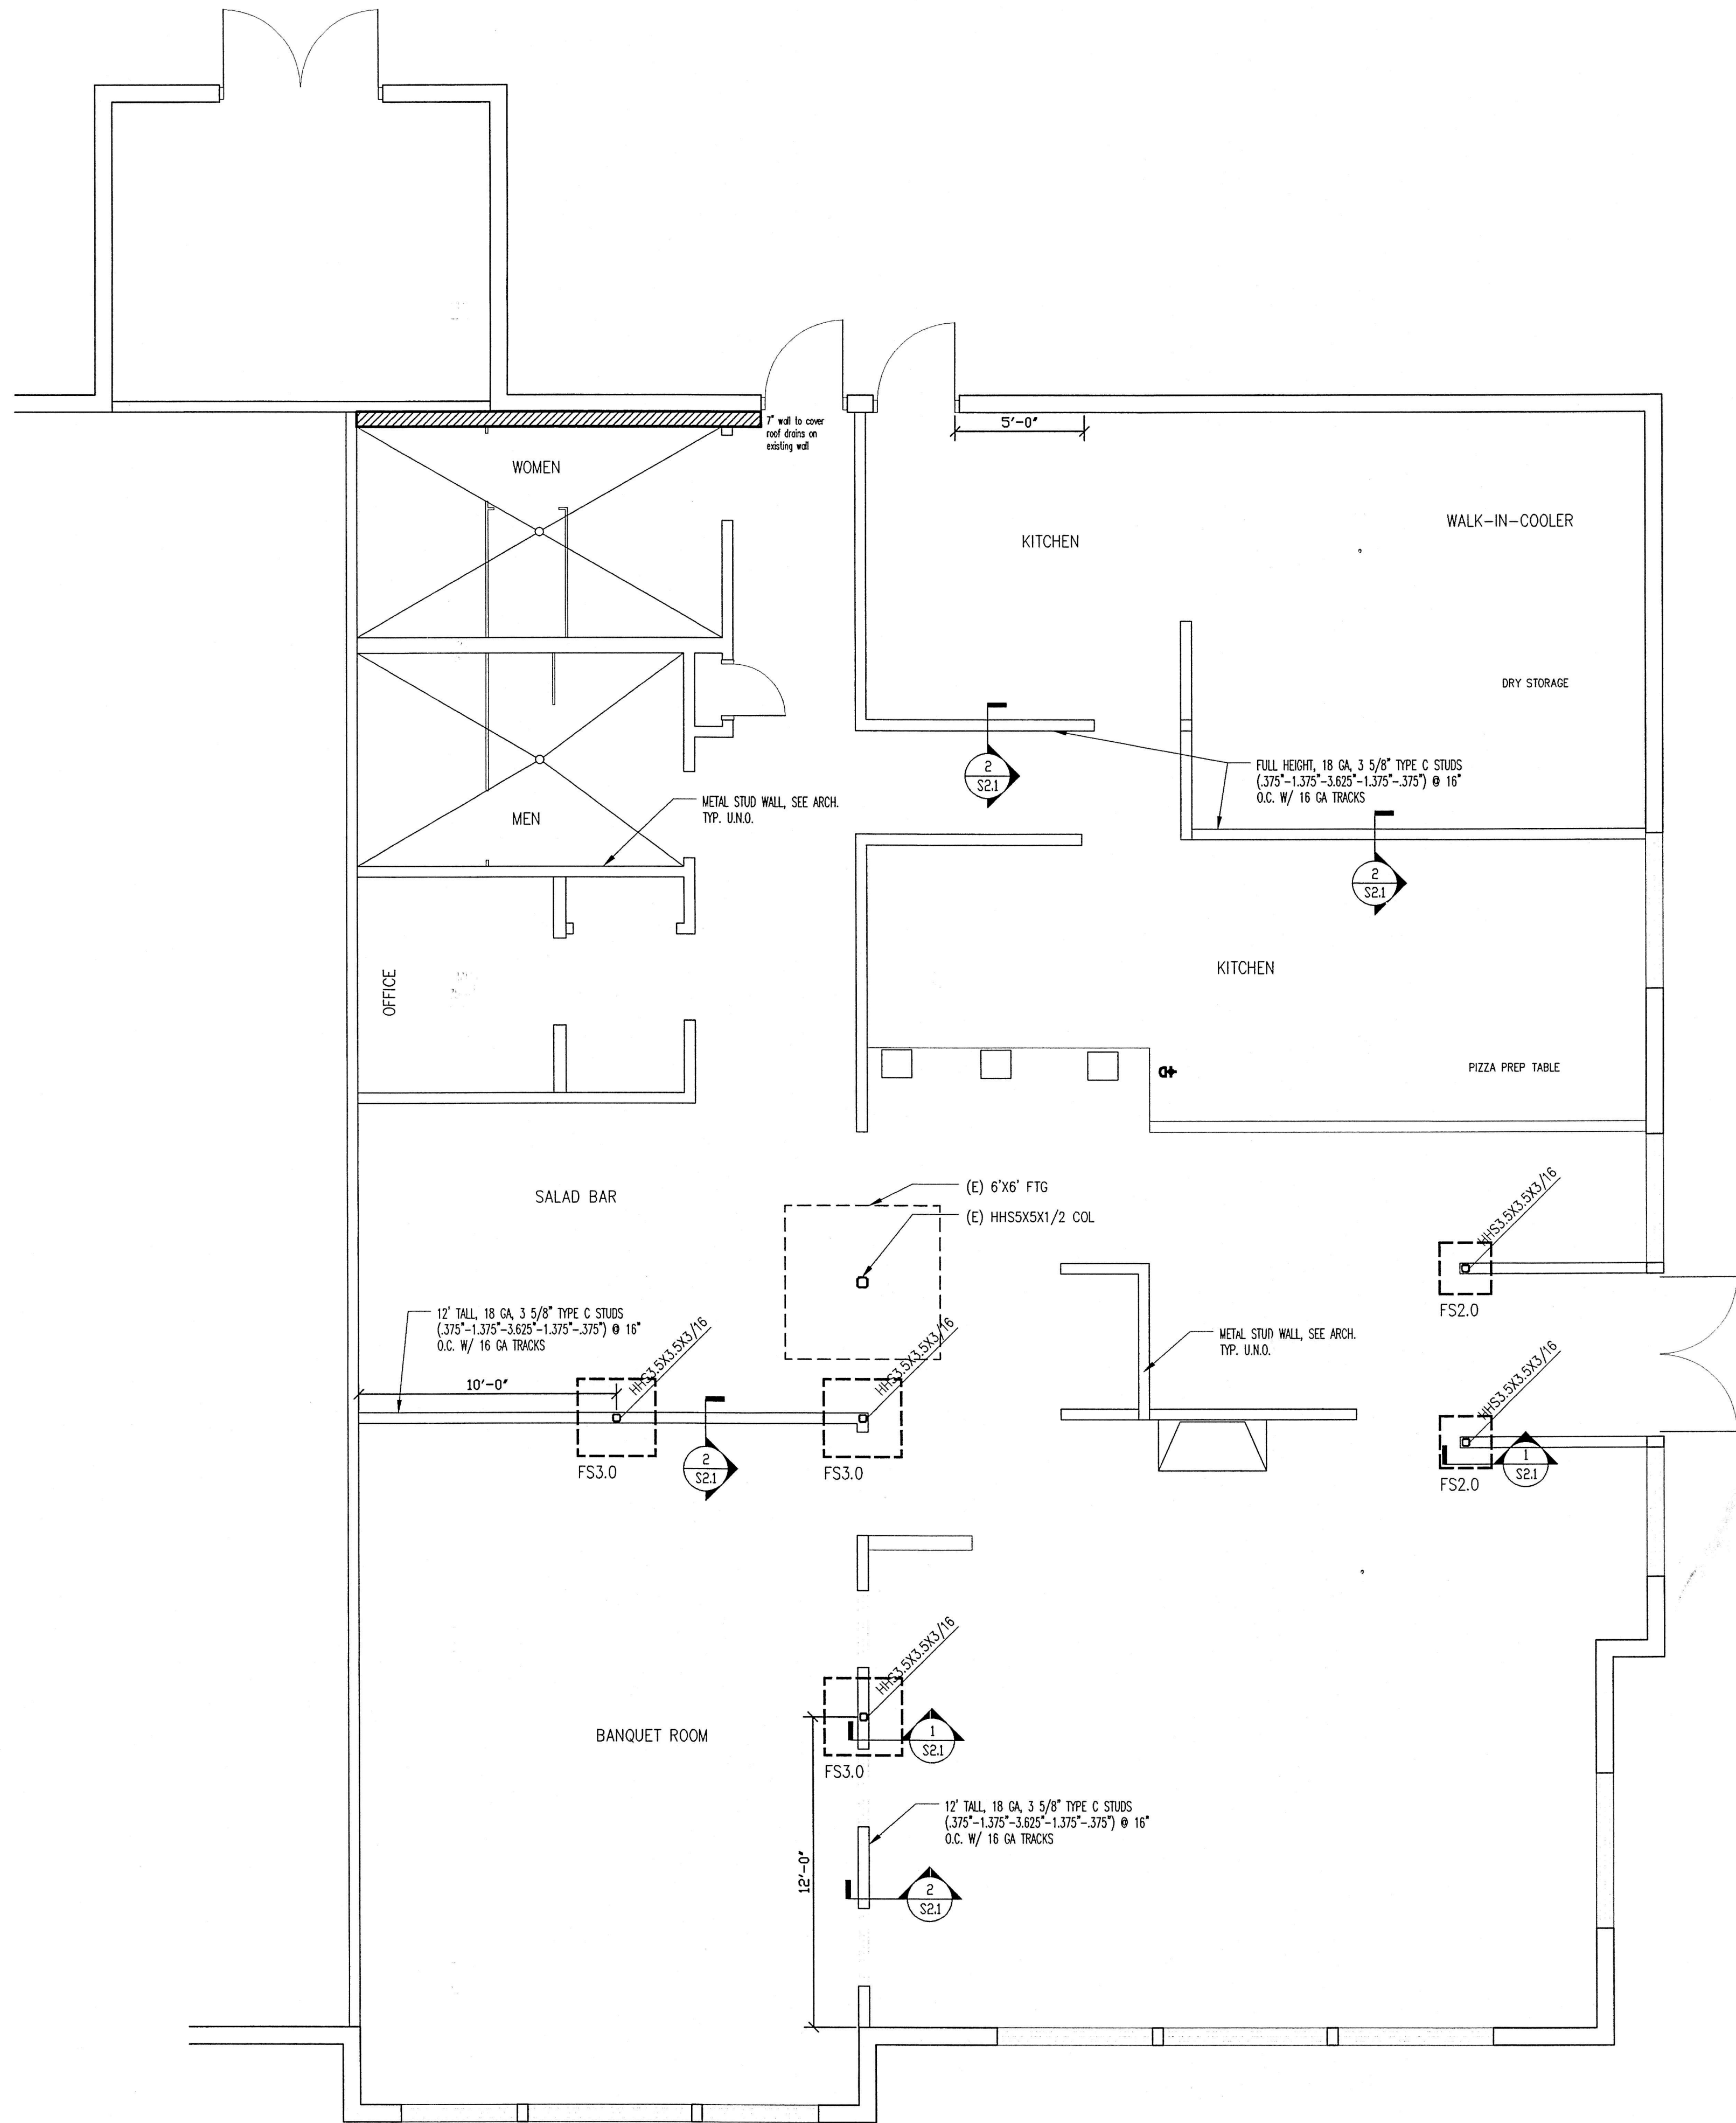 7" wall to cover
roof drains on
existing wall
5'-0"
WOMEN
WALK-IN-COOLER
KITCHEN
DRY STORAGE
2
S2.1
FULL HEIGHT, 18 GA, 3 5/8" TYPE C STUDS
(.375"-1.375"-3.625"-1.375"-.375") @ 16"
O.C. W/ 16 GA TRACKS
METAL STUD WALL, SEE ARCH.
TYP. U.N.O.
MEN
2
S2.1
OFFICE
KITCHEN
PIZZA PREP TABLE
SALAD BAR
(E) 6'X6' FTG
(E) HHS5X5X1/2 COL
HHS3.5X3.5X3/16
FS2.0
12' TALL, 18 GA, 3 5/8" TYPE C STUDS
(.375"-1.375"-3.625"-1.375"-.375") @ 16"
O.C. W/ 16 GA TRACKS
HHS3.5X3.5X3/16
HHS3.5X3.5X3/16
METAL STUD WALL, SEE ARCH.
TYP. U.N.O.
HHS3.5X3.5X3/16
10'-0"
FS3.0
2
S2.1
FS3.0
FS2.0
1
S2.1
HHS3.5X3.5X3/16
BANQUET ROOM
1
S2.1
FS3.0
12' TALL, 18 GA, 3 5/8" TYPE C STUDS
(.375"-1.375"-3.625"-1.375"-.375") @ 16"
O.C. W/ 16 GA TRACKS
12'-0"
2
S2.1